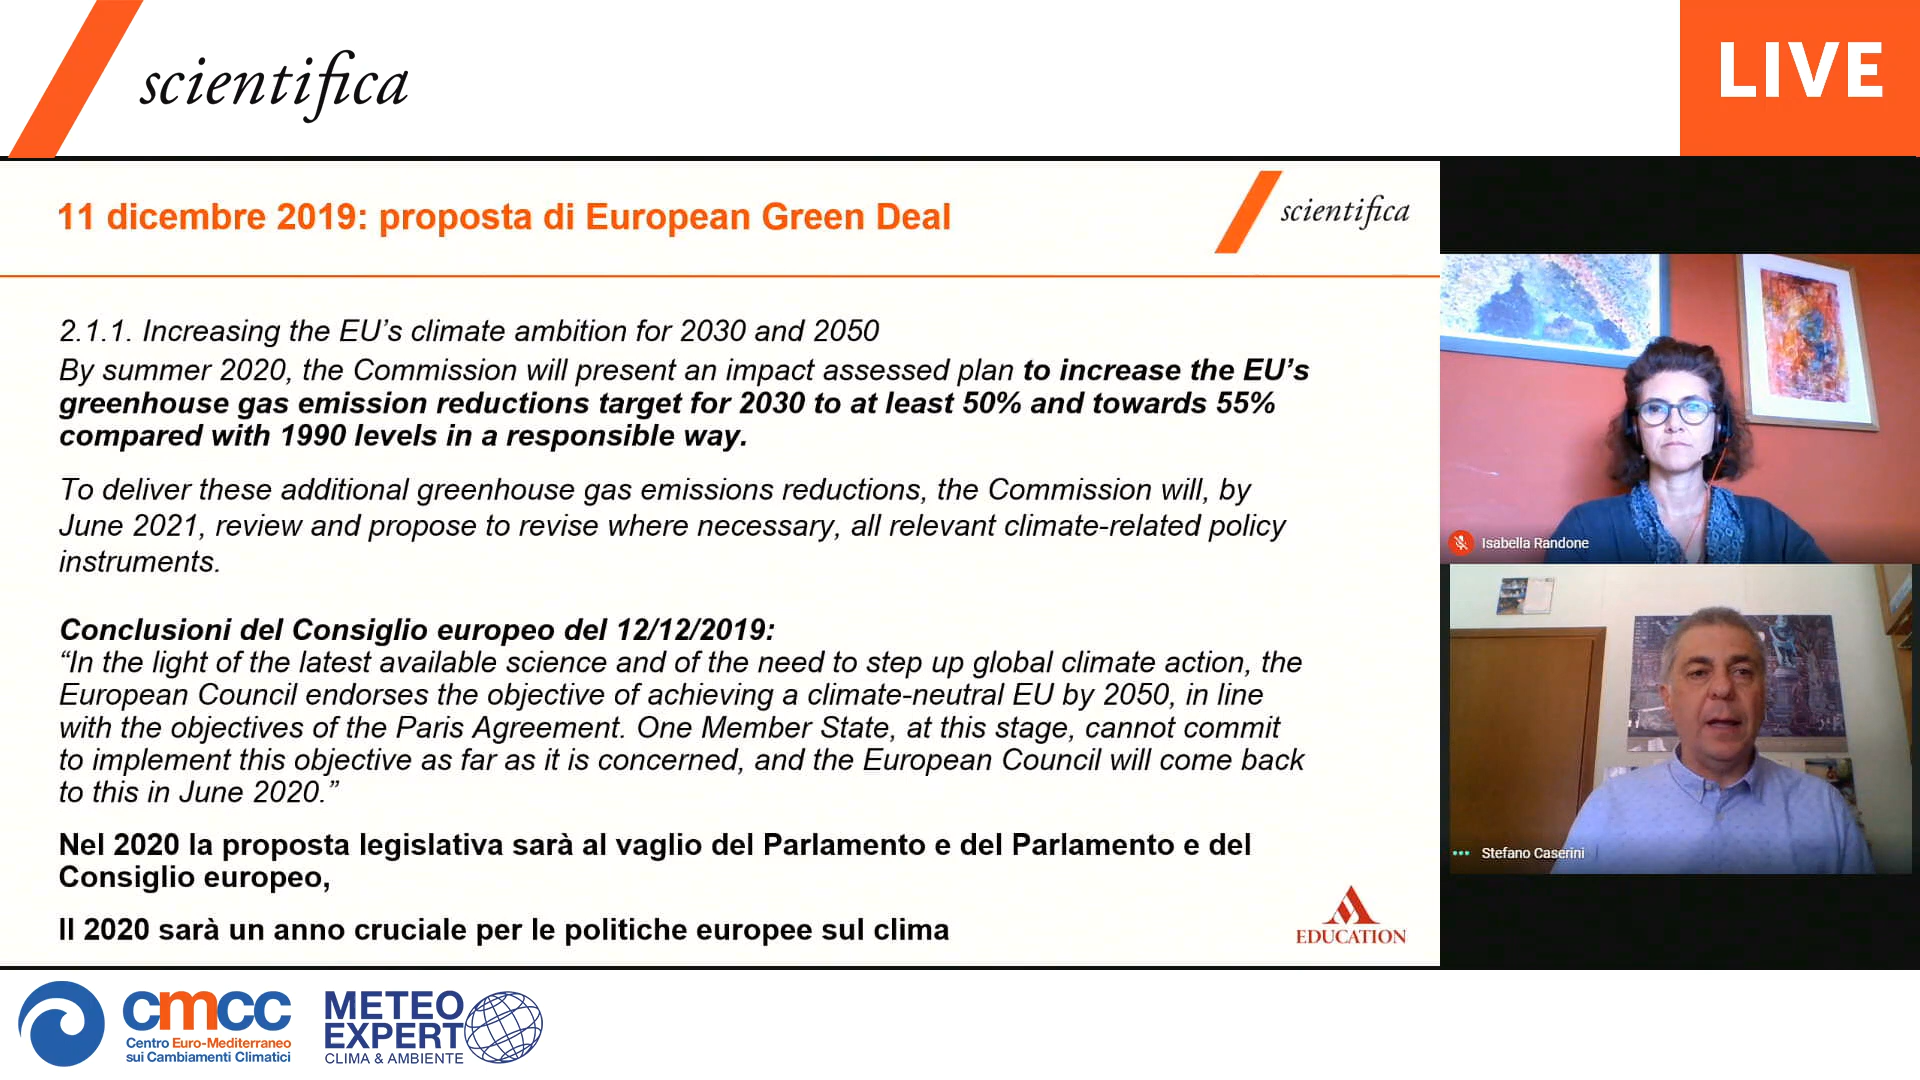 scientifica
LIVE
11 dicembre 2019: proposta di European Green Deal
scientifica
2.1.1. Increasing the EU’s climate ambition for 2030 and 2050
By summer 2020, the Commission will present an impact assessed plan to increase the EU’s
greenhouse gas emission reductions target for 2030 to at least 50% and towards 55%
compared with 1990 levels in a responsible way.
To deliver these additional greenhouse gas emissions reductions, the Commission will, by
June 2021, review and propose to revise where necessary, all relevant climate-related policy
instruments.
Conclusioni del Consiglio europeo del 12/12/2019:
“In the light of the latest available science and of the need to step up global climate action, the
European Council endorses the objective of achieving a climate-neutral EU by 2050, in line
with the objectives of the Paris Agreement. One Member State, at this stage, cannot commit
to implement this objective as far as it is concerned, and the European Council will come back
to this in June 2020.”
Nel 2020 la proposta legislativa sarà al vaglio del Parlamento e del Parlamento e del
Consiglio europeo,
Il 2020 sarà un anno cruciale per le politiche europee sul clima
EDUCATION
Isabella Randone
Stefano Caserini
cmcc
Centro Euro-Mediterraneo
sui Cambiamenti Climatici
METEO
EXPERT
CLIMA & AMBIENTE